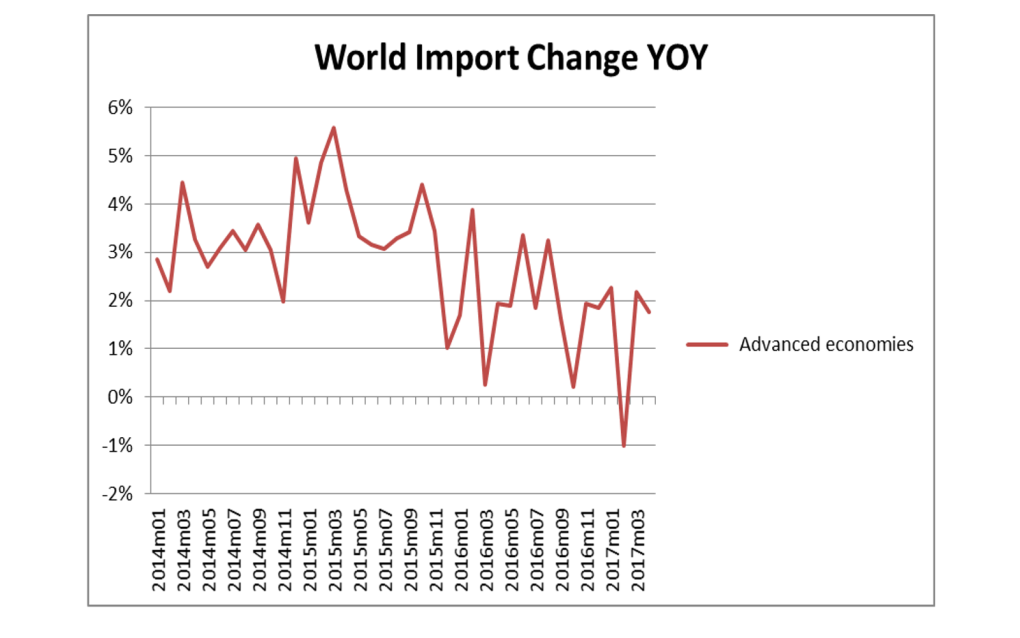 World Import Change YOY
6%
5%
4%
3%
2%
1%
0%
-1%
-2%
2014m01
2014m03
2014m05
2014m07
2014m09
2014m11
2015m01
2015m03
2015m05
2015m07
2015m09
2015m11
2016m01
2016m03
2016m05
2016m07
2016m09
2016m11
2017m01
2017m03
Advanced economies